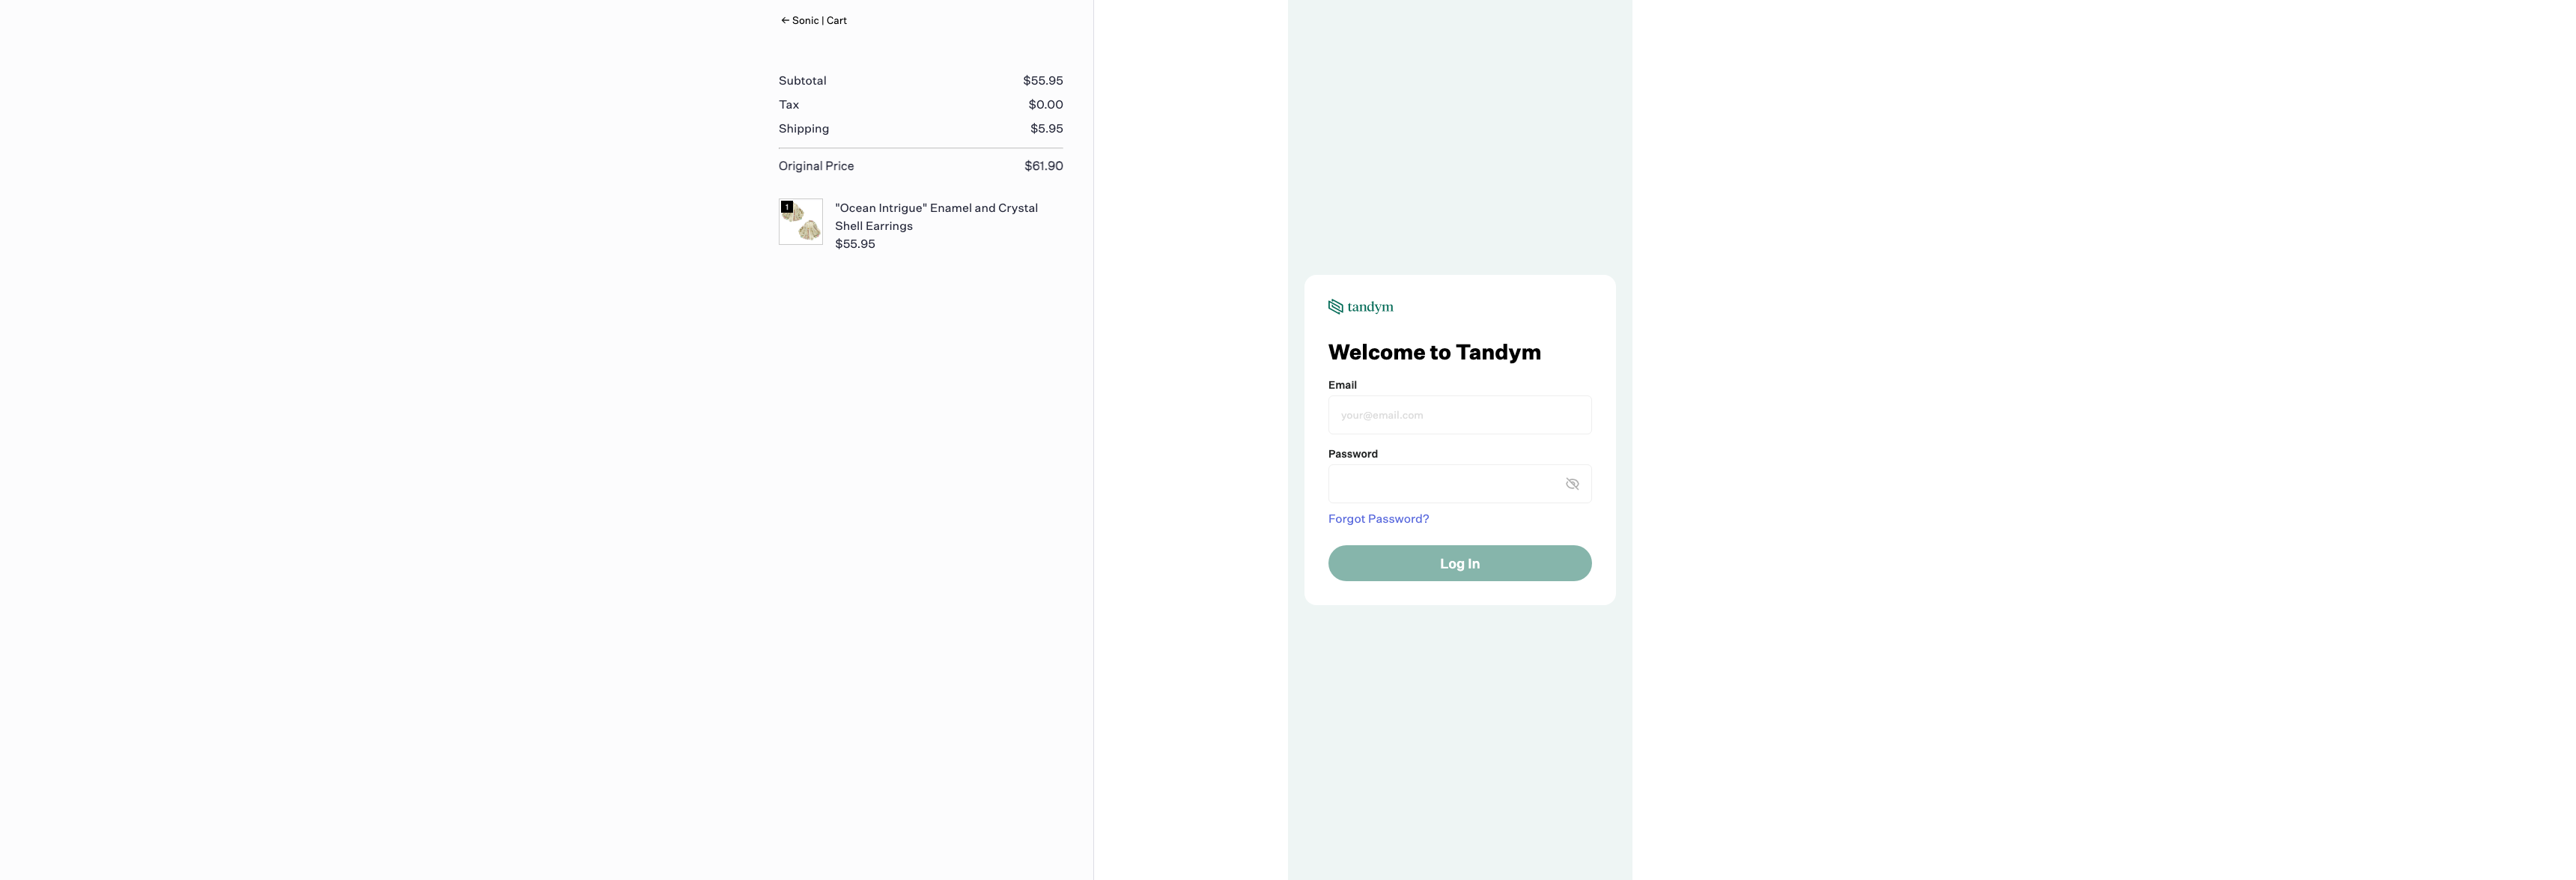 ← Sonic | Cart
Subtotal $55.95
Tax $0.00
Shipping $5.95
Original Price $61.90
1
"Ocean Intrigue" Enamel and Crystal
Shell Earrings
$55.95
tandym
Welcome to Tandym
Email
your@email.com
Password
Forgot Password?
Log In